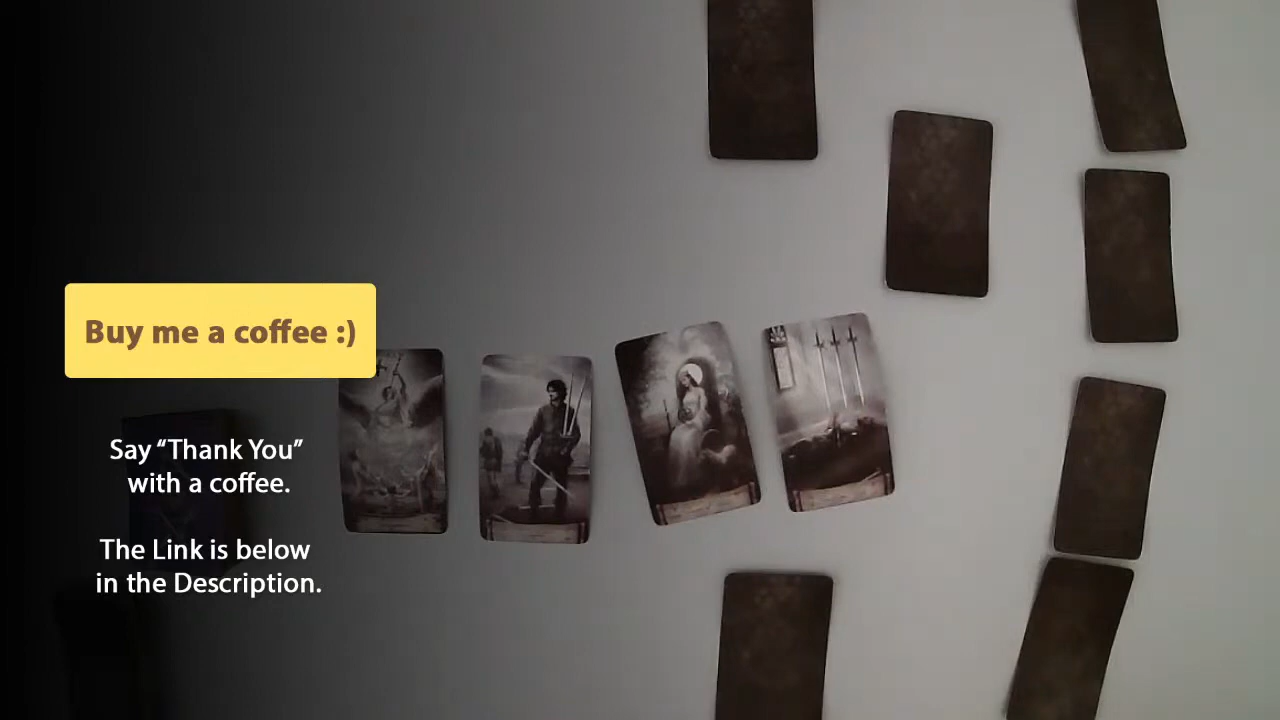 Buy me a coffee :)
Say “Thank You”
with a coffee.
The Link is below
in the Description.